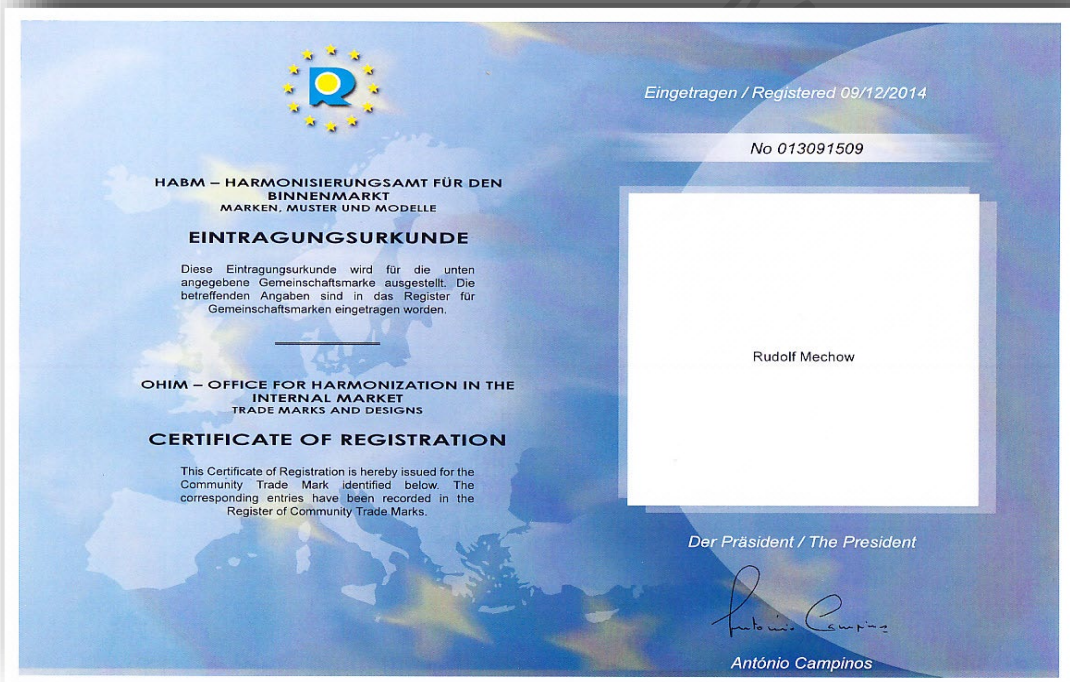 HABM – HARMONISIERUNGSAMT FÜR DEN
BINNENMARKT
MARKEN, MUSTER UND MODELLE
EINTRAGUNGSURKUNDE
Diese Eintragungsurkunde wird für die unten
angegebene Gemeinschaftsmarke ausgestellt. Die
betreffenden Angaben sind in das Register für
Gemeinschaftsmarken eingetragen worden.
OHIM – OFFICE FOR HARMONIZATION IN THE
INTERNAL MARKET
TRADE MARKS AND DESIGNS
CERTIFICATE OF REGISTRATION
This Certificate of Registration is hereby issued for the
Community Trade Mark identified below. The
corresponding entries have been recorded in the
Register of Community Trade Marks.
Eingetragen / Registered 09/12/2014
No 013091509
Rudolf Mechow
Der Präsident / The President
António Campinos
António Campinos